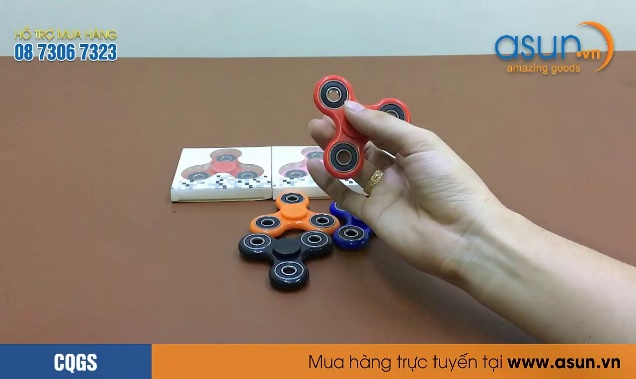 HỖ TRỢ MUA HÀNG
08 7306 7323
asun.vn
amazing goods
CQGS
Mua hàng trực tuyến tại www.asun.vn